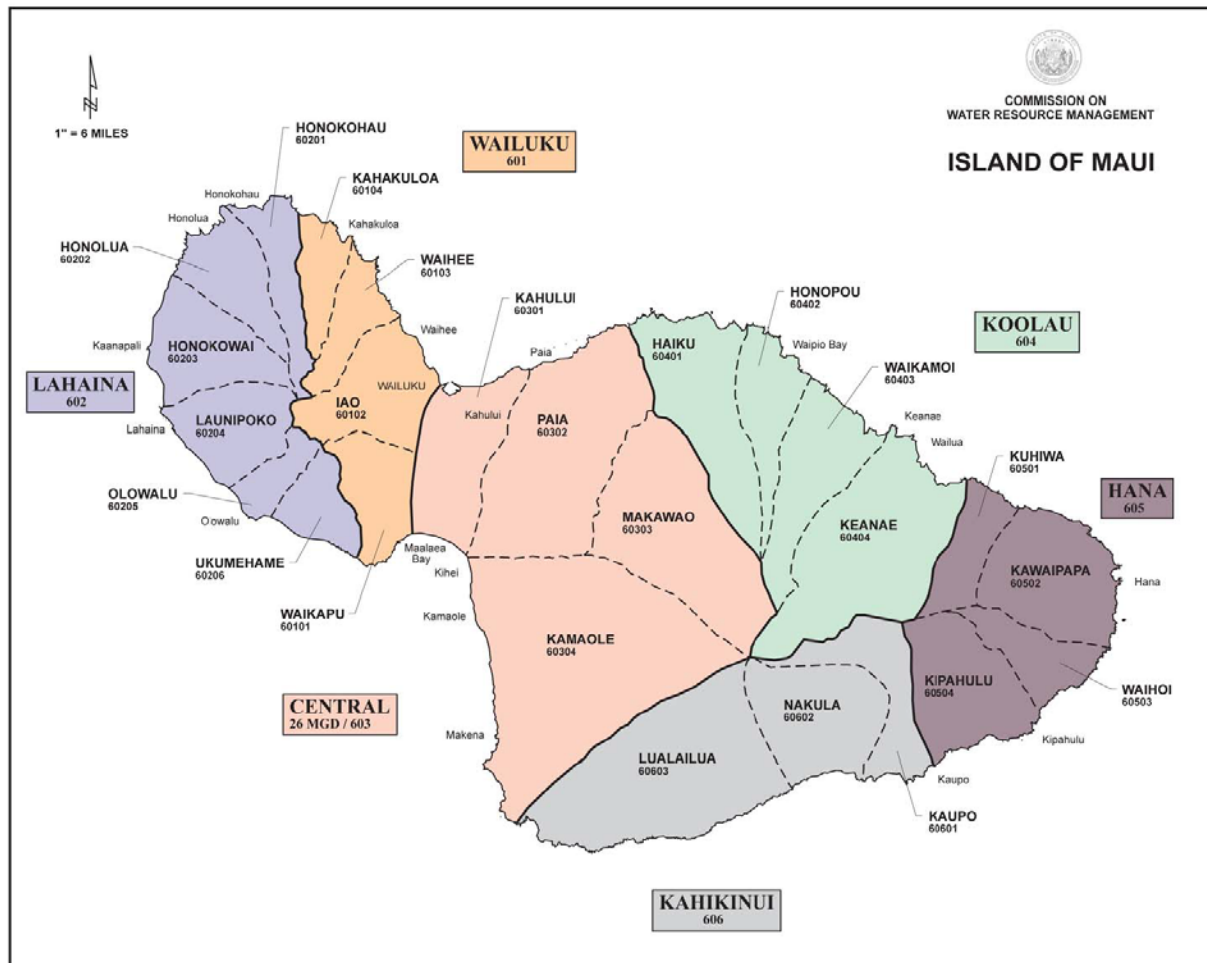 COMMISSION ON
WATER RESOURCE MANAGEMENT
ISLAND OF MAUI
1" = 6 MILES
HONOKOHAU
60201
WAILUKU
601
KAHAKULOA
60104
Honokohau
Honolua
Kahakuloa
HONOLUA
60202
WAIHEE
60103
KAHULUI
60301
HONOPOU
60402
KOOLAU
604
Waihee
Kaanapali
HONOKOWAI
60203
Paia
HAIKU
60401
Waipio Bay
WAIKAMOI
60403
LAHAINA
602
WAILUKU
IAO
60102
Kahului
PAIA
60302
Keanae
Wailua
Lahaina
LAUNIPOKO
60204
KUHIWA
60501
HANA
605
OLOWALU
60205
O'owalu
MAKAWAO
60303
KEANAE
60404
UKUMEHAME
60206
Maalaea
Bay
Kihei
KAWAIPAPA
60502
Hana
WAIKAPU
60101
Kamaole
KAMAOLE
60304
KIPAHULU
60504
WAIHOI
60503
CENTRAL
26 MGD / 603
Makena
NAKULA
60602
LUALAILUA
60603
Kipahulu
Kaupo
KAUPO
60601
KAHIKINUI
606